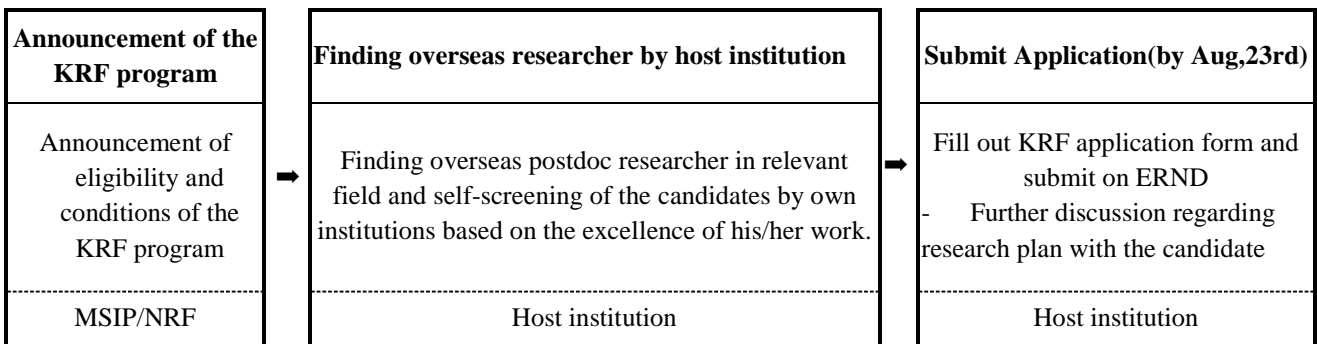 Announcement of the
KRF program
Announcement of
eligibility and
conditions of the
KRF program
MSIP/NRF
➡
Finding overseas researcher by host institution
Finding overseas postdoc researcher in relevant
field and self-screening of the candidates by own
institutions based on the excellence of his/her work.
Host institution
➡
Submit Application(by Aug,23rd)
Fill out KRF application form and
submit on ERND
- Further discussion regarding
research plan with the candidate
Host institution